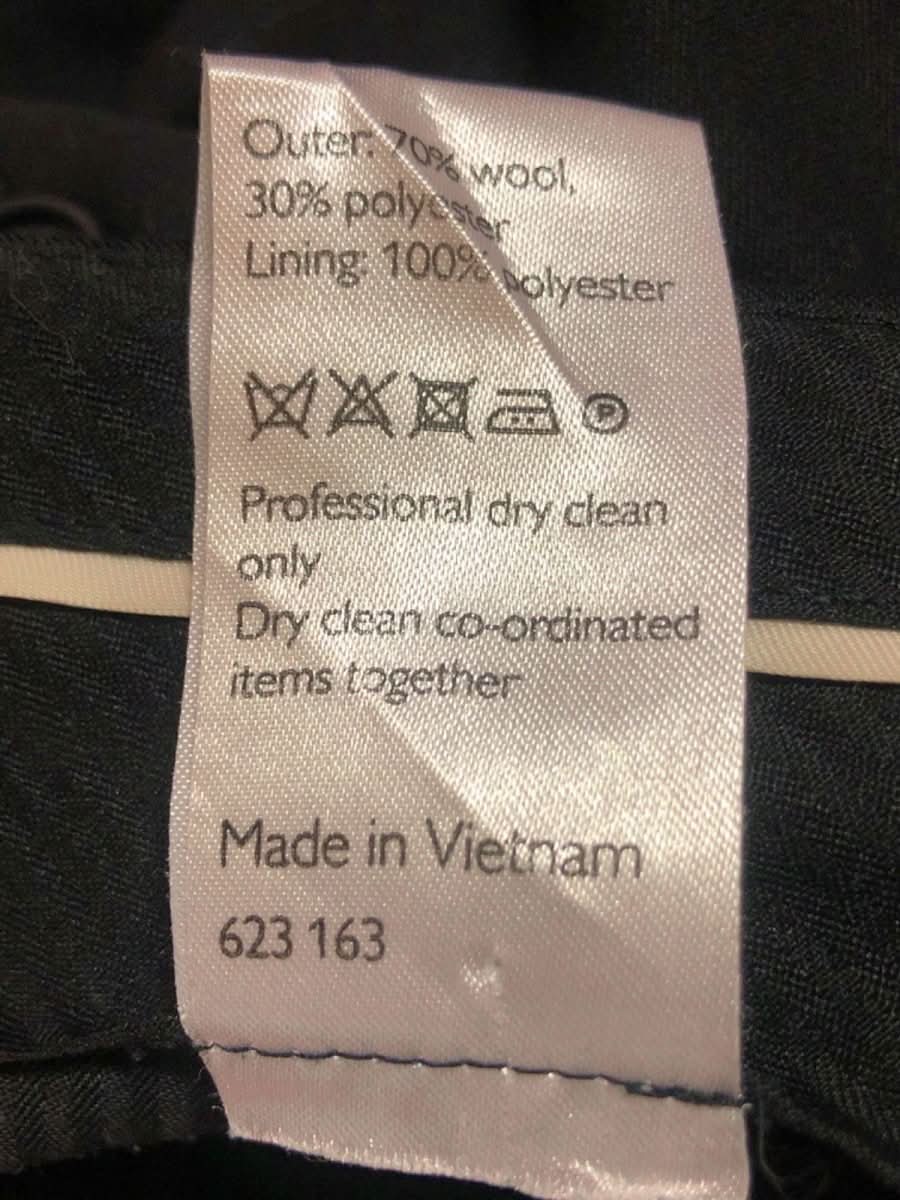 Outer: 70% wool,
30% polyester
Lining: 100% polyester
P
Professional dry clean
only
Dry clean co-ordinated
items together
Made in Vietnam
623 163